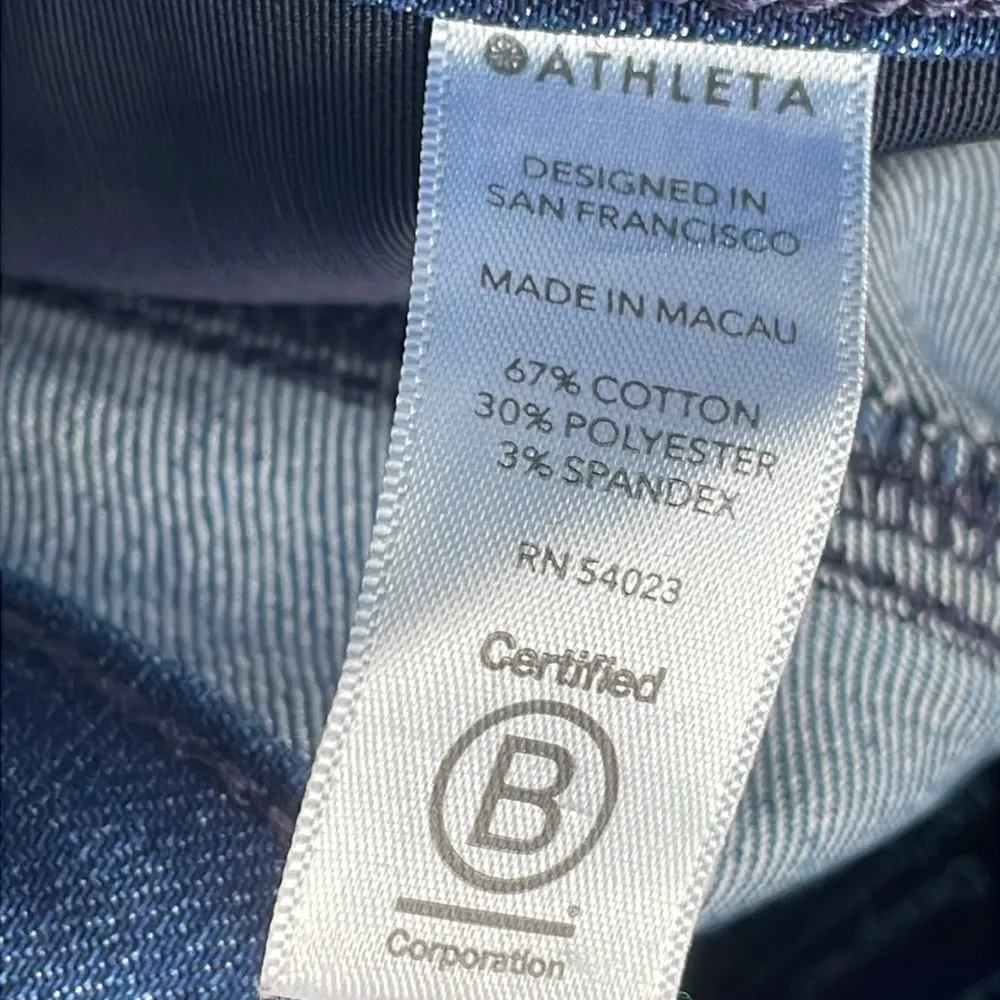 ATHLETA
DESIGNED IN
SAN FRANCISCO
MADE IN MACAU
67% COTTON
30% POLYESTER
3% SPANDEX
RN 54023
Certified
B
®
Corporation